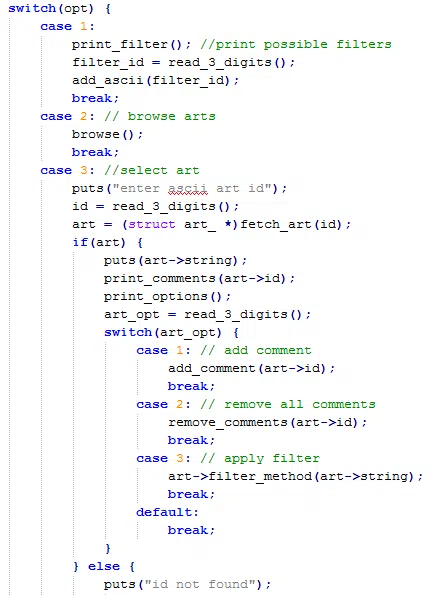 switch(opt) {
    case 1:
        print_filter(); //print possible filters
        filter_id = read_3_digits();
        add_ascii(filter_id);
        break;
    case 2: // browse arts
        browse();
        break;
    case 3: //select art
        puts("enter ascii art id");
        id = read_3_digits();
        art = (struct art_ *)fetch_art(id);
        if(art) {
            puts(art->string);
            print_comments(art->id);
            print_options();
            art_opt = read_3_digits();
            switch(art_opt) {
                case 1: // add comment
                    add_comment(art->id);
                    break;
                case 2: // remove all comments
                    remove_comments(art->id);
                    break;
                case 3: // apply filter
                    art->filter_method(art->string);
                    break;
                default:
                    break;
            }
        } else {
            puts("id not found");